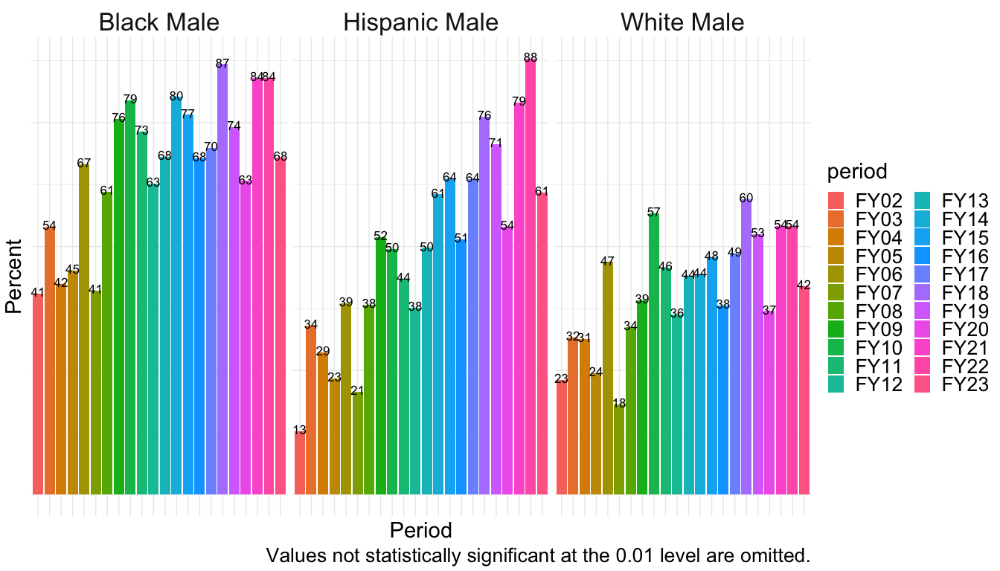 Black Male
Hispanic Male
White Male
Percent
41
54
42
45
67
41
61
76
79
73
63
68
80
77
68
70
87
74
63
84
84
68
13
34
29
23
39
21
38
52
50
44
38
50
61
64
51
64
76
71
54
79
88
61
23
32
31
24
47
18
34
39
57
46
36
44
44
48
38
49
60
53
37
54
54
42
Period
Values not statistically significant at the 0.01 level are omitted.
period
FY02
FY03
FY04
FY05
FY06
FY07
FY08
FY09
FY10
FY11
FY12
FY13
FY14
FY15
FY16
FY17
FY18
FY19
FY20
FY21
FY22
FY23